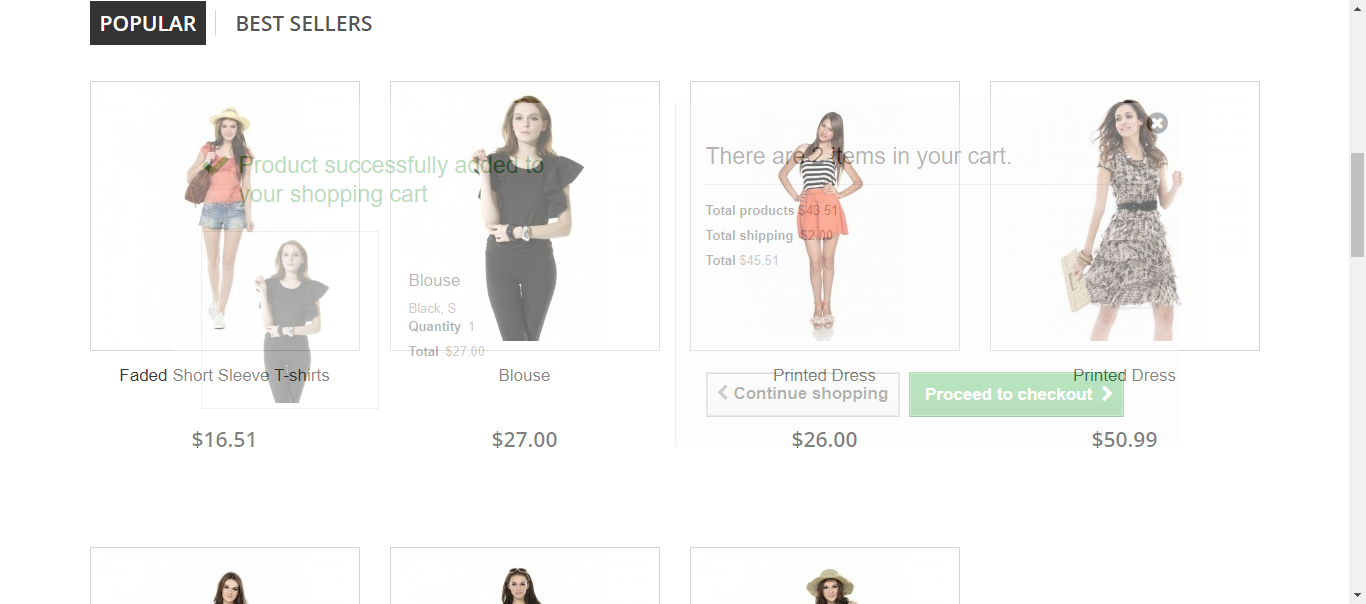 POPULAR
BEST SELLERS
Product successfully added to
your shopping cart
There are 2 items in your cart.
Total products $43.51
Total shipping $2.00
Total $45.51
Blouse
Black, S
Quantity 1
Total $27.00
Continue shopping
Proceed to checkout
Faded Short Sleeve T-shirts
Blouse
Printed Dress
Printed Dress
$16.51
$27.00
$26.00
$50.99